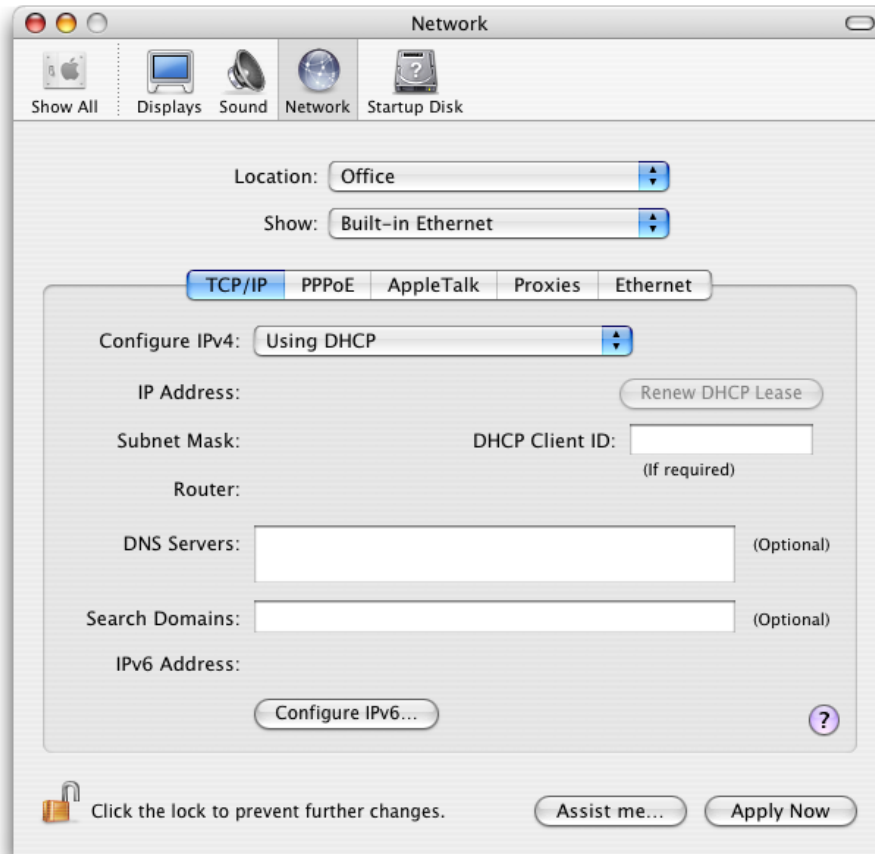 Network
Show All Displays Sound Network Startup Disk
Location: Office
Show: Built-in Ethernet
TCP/IP PPPoE AppleTalk Proxies Ethernet
Configure IPv4: Using DHCP
IP Address: Renew DHCP Lease
Subnet Mask: DHCP Client ID:
(If required)
Router:
DNS Servers: (Optional)
Search Domains: (Optional)
IPv6 Address:
Configure IPv6...
?
Click the lock to prevent further changes. Assist me... Apply Now